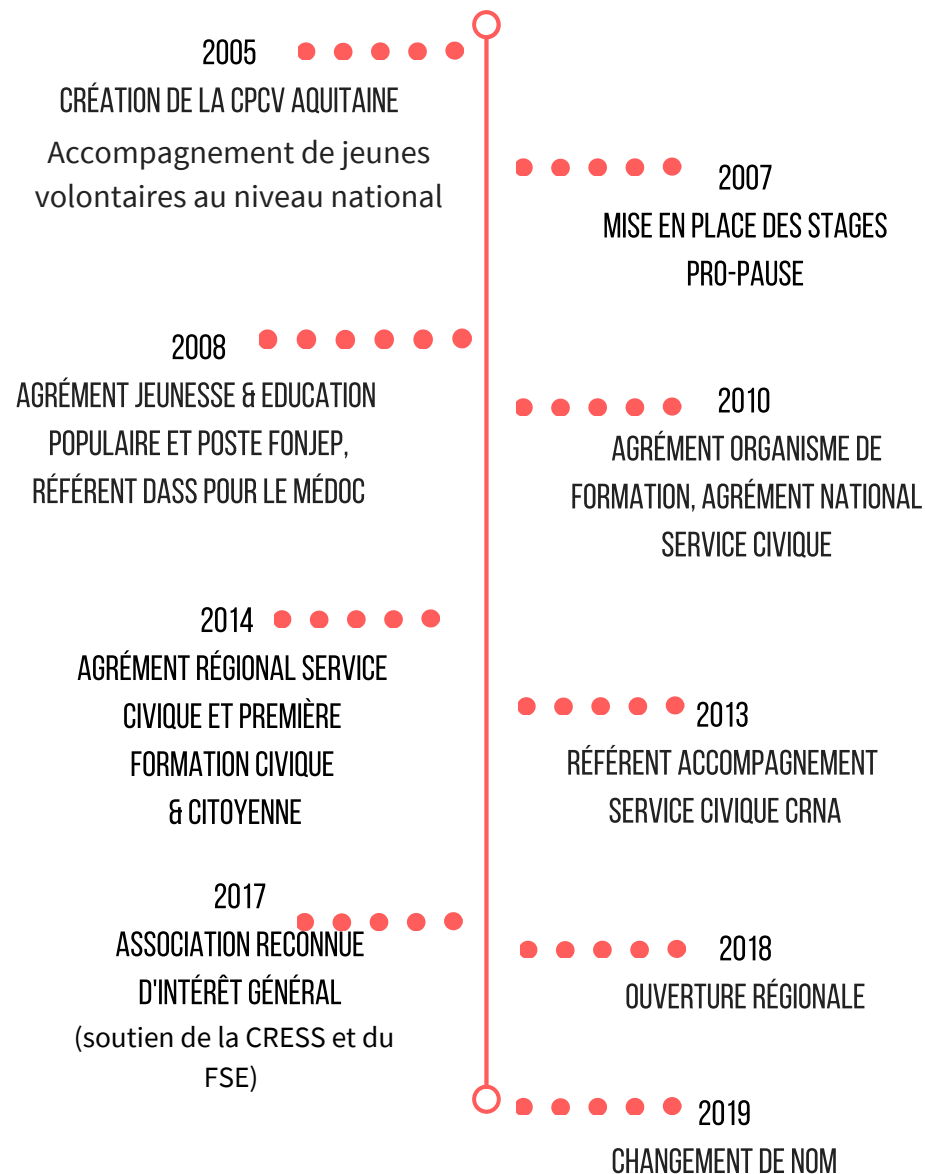 2005
CRÉATION DE LA CPCV AQUITAINE
Accompagnement de jeunes
volontaires au niveau national
2007
MISE EN PLACE DES STAGES
PRO-PAUSE
2008
AGRÉMENT JEUNESSE & EDUCATION
POPULAIRE ET POSTE FONJEP,
RÉFÉRENT DASS POUR LE MÉDOC
2010
AGRÉMENT ORGANISME DE
FORMATION, AGRÉMENT NATIONAL
SERVICE CIVIQUE
2014
AGRÉMENT RÉGIONAL SERVICE
CIVIQUE ET PREMIÈRE
FORMATION CIVIQUE
& CITOYENNE
2013
RÉFÉRENT ACCOMPAGNEMENT
SERVICE CIVIQUE CRNA
2017
ASSOCIATION RECONNUE
D'INTÉRÊT GÉNÉRAL
(soutien de la CRESS et du
FSE)
2018
OUVERTURE RÉGIONALE
2019
CHANGEMENT DE NOM